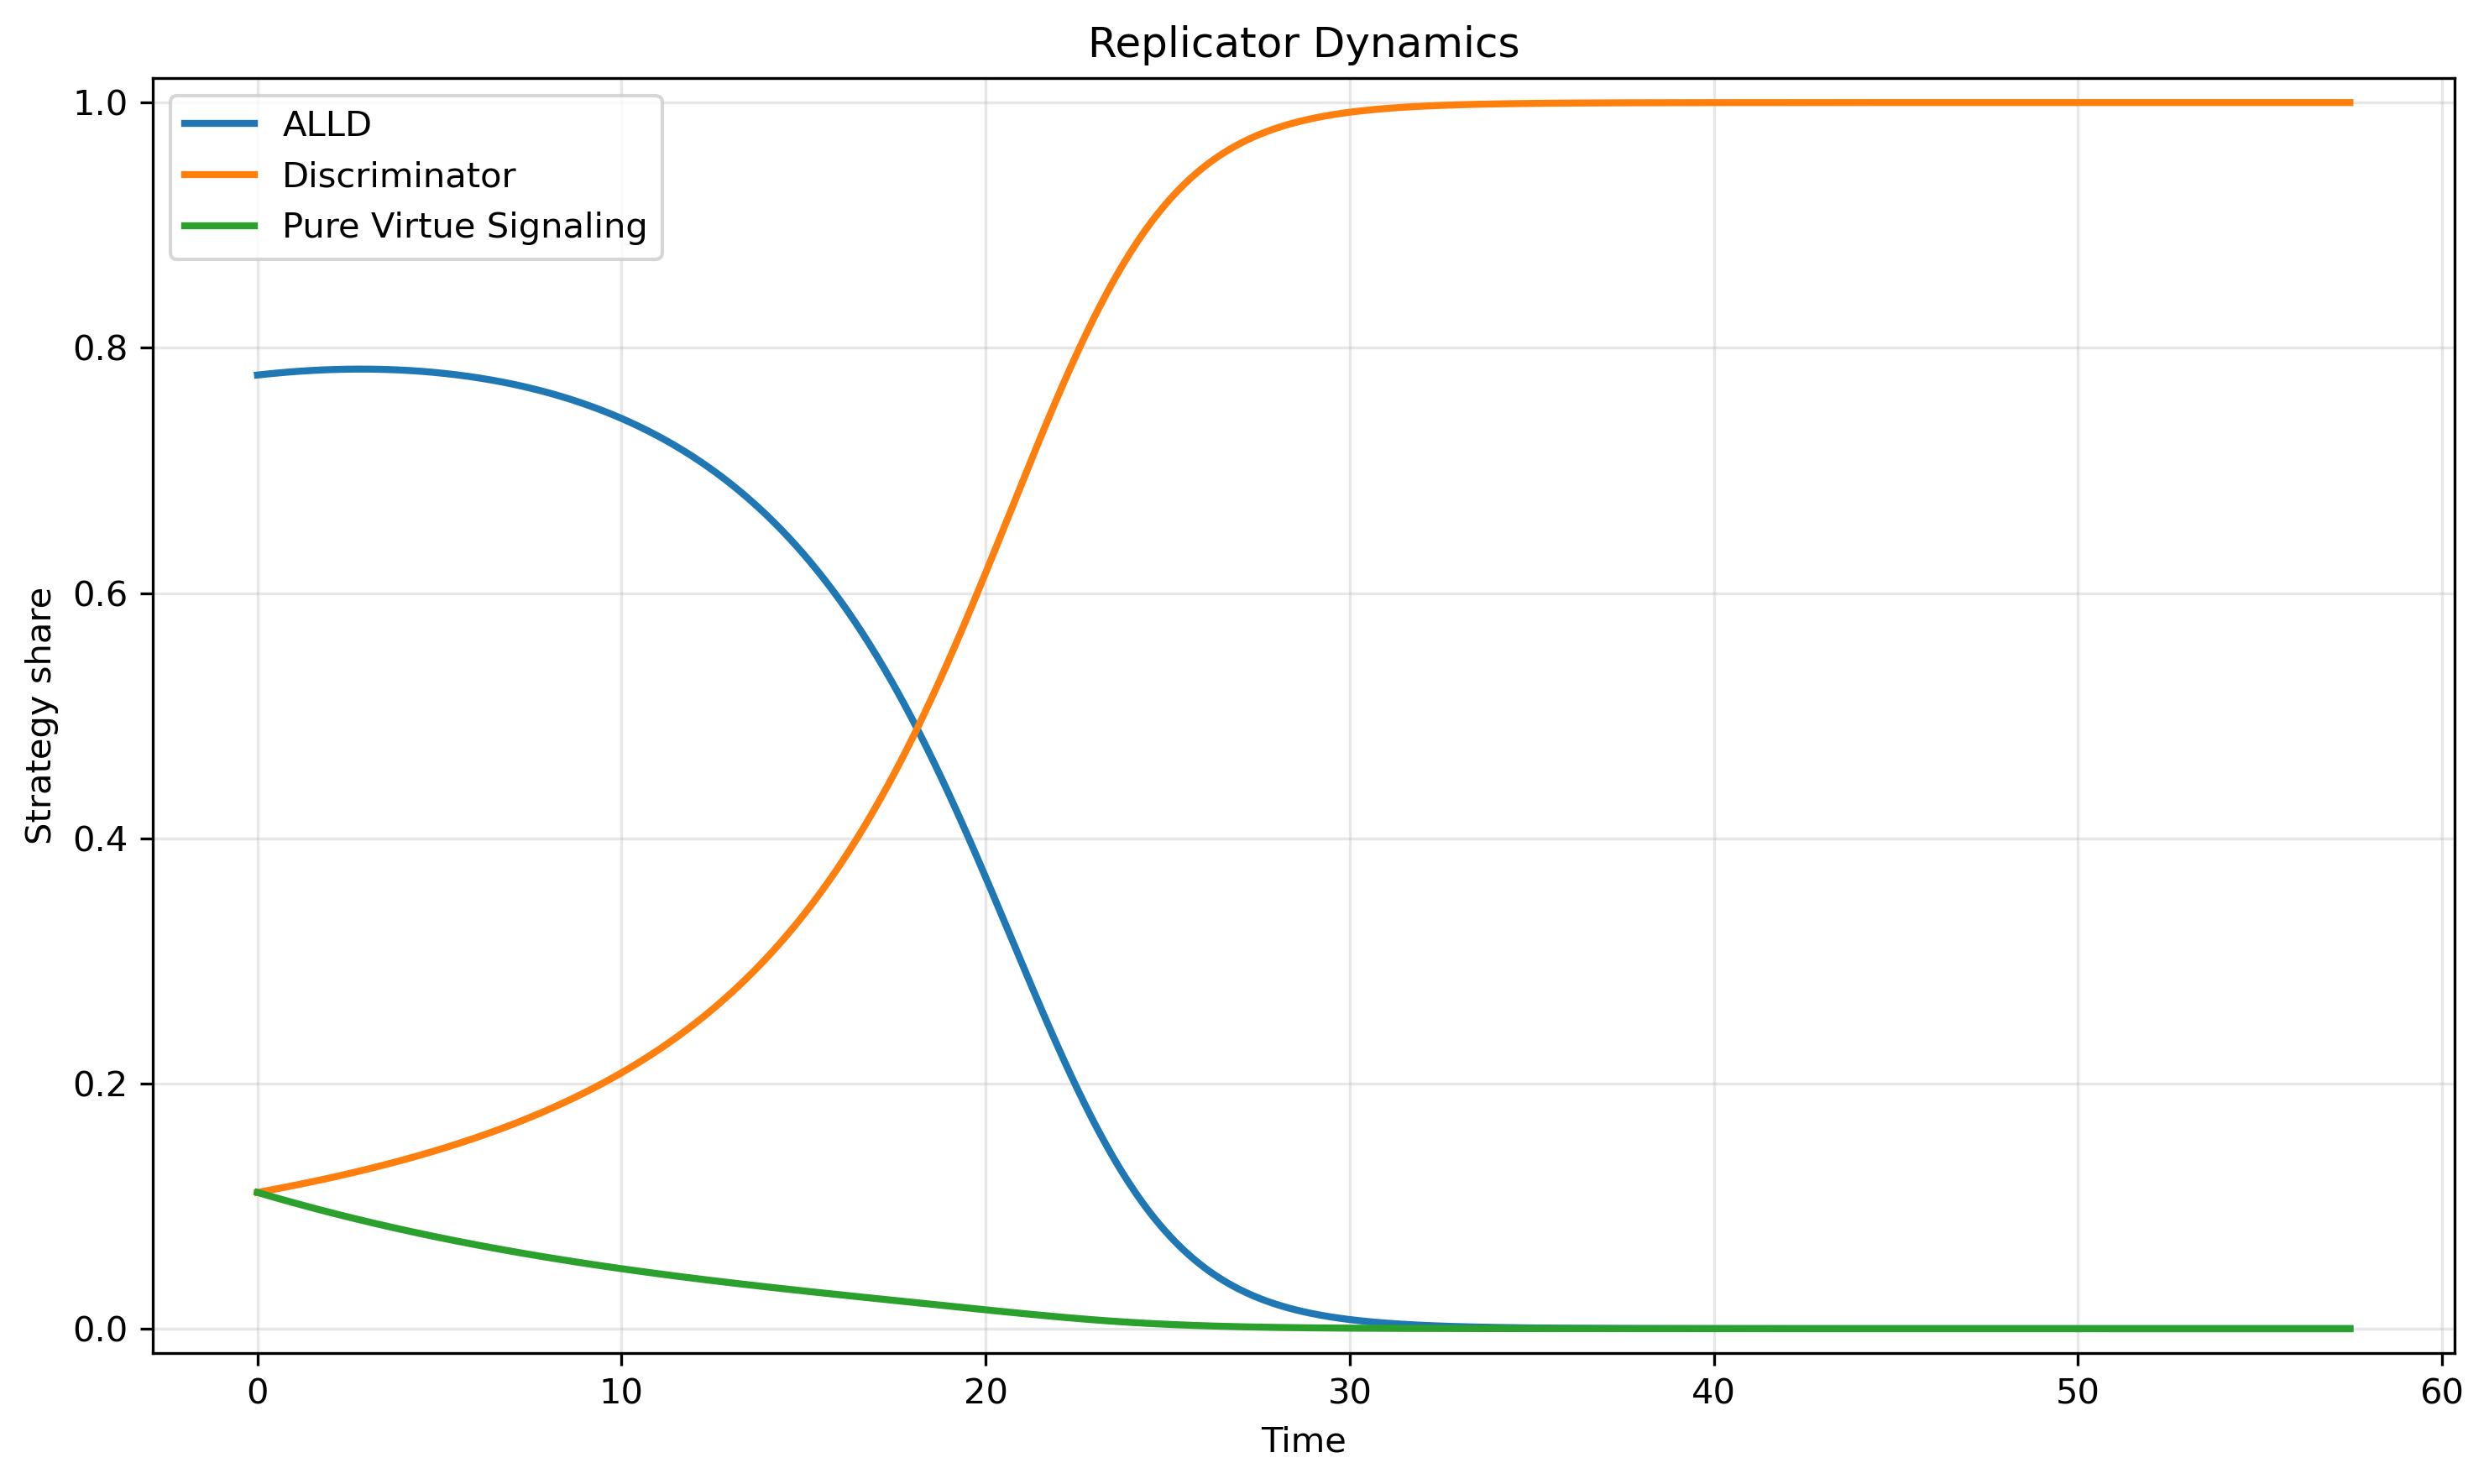 Replicator Dynamics
ALLD
Discriminator
Pure Virtue Signaling
Strategy share
1.0
0.8
0.6
0.4
0.2
0.0
0 10 20 30 40 50 60
Time